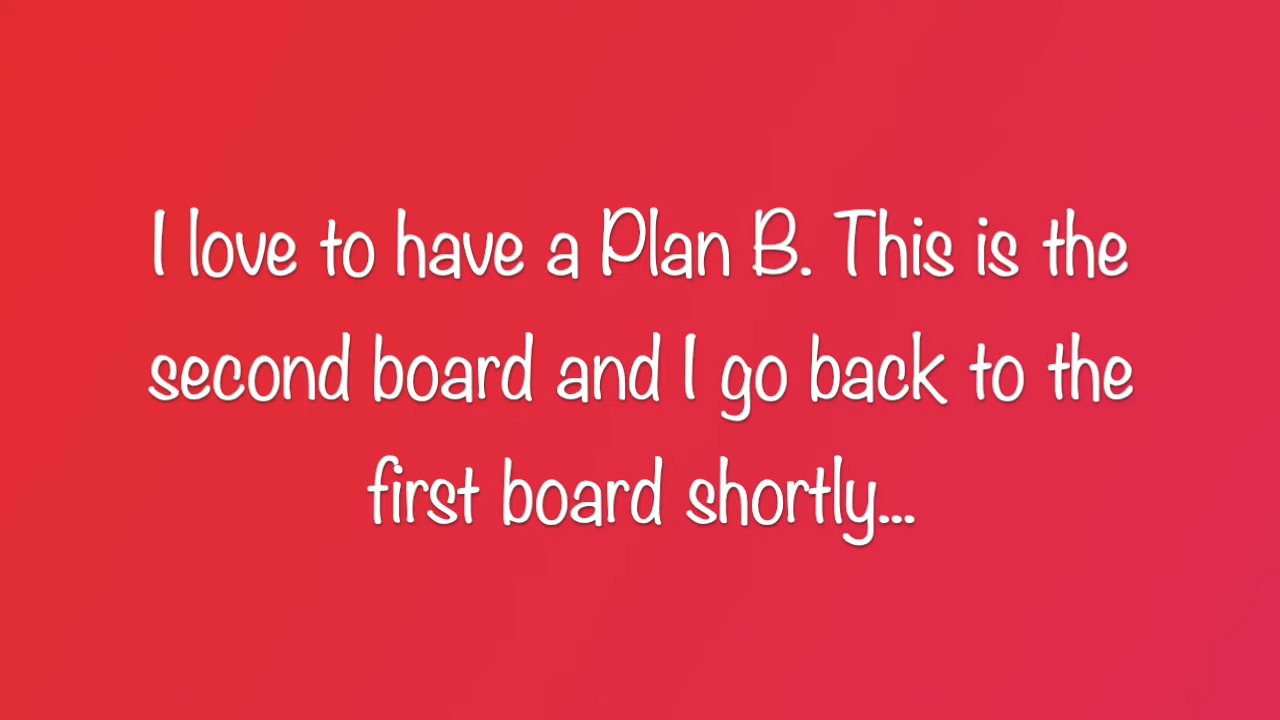 I love to have a Plan B. This is the
second board and I go back to the
first board shortly...